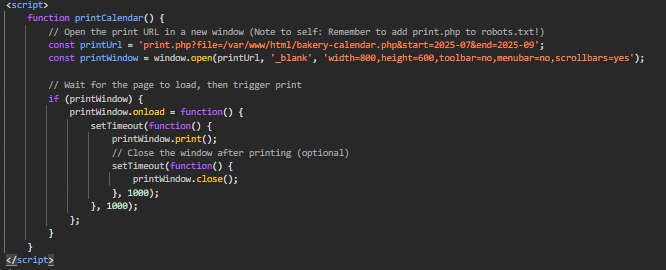 <script>
function printCalendar() {
// Open the print URL in a new window (Note to self: Remember to add print.php to robots.txt!)
const printUrl = 'print.php?file=/var/www/html/bakery-calendar.php&start=2025-07&end=2025-09';
const printWindow = window.open(printUrl, '_blank', 'width=800,height=600,toolbar=no,menubar=no,scrollbars=yes');
// Wait for the page to load, then trigger print
if (printWindow) {
printWindow.onload = function() {
setTimeout(function() {
printWindow.print();
// Close the window after printing (optional)
setTimeout(function() {
printWindow.close();
}, 1000);
}, 1000);
};
}
}
</script>